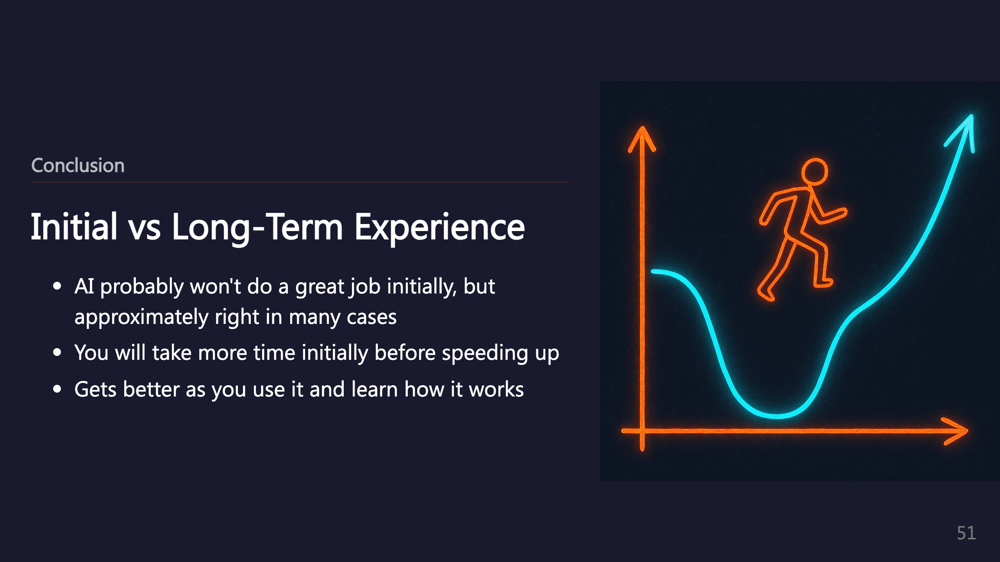 Conclusion
Initial vs Long-Term Experience
AI probably won't do a great job initially, but
approximately right in many cases
You will take more time initially before speeding up
Gets better as you use it and learn how it works
51